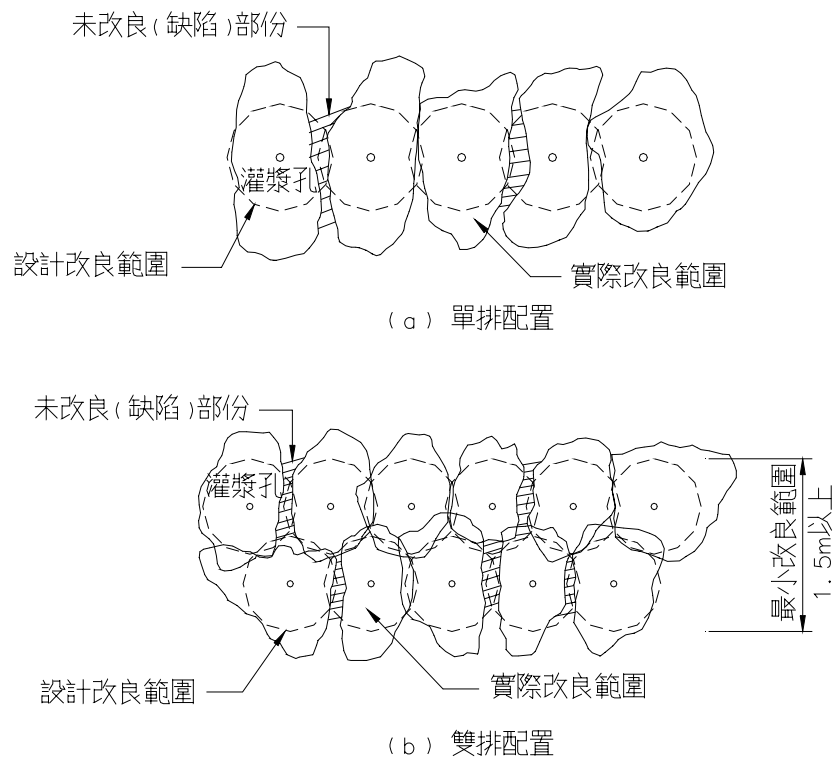 未改良(缺陷)部份
灌漿孔
設計改良範圍
實際改良範圍
(a) 單排配置
未改良(缺陷)部份
灌漿孔
最小改良範圍
1.5m以上
設計改良範圍
實際改良範圍
(b) 雙排配置